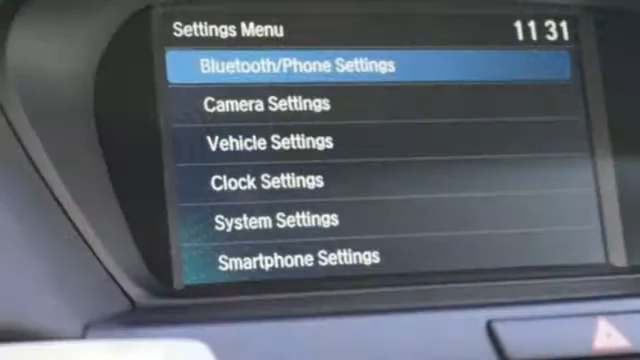 Settings Menu 11 31
Bluetooth/Phone Settings
Camera Settings
Vehicle Settings
Clock Settings
System Settings
Smartphone Settings